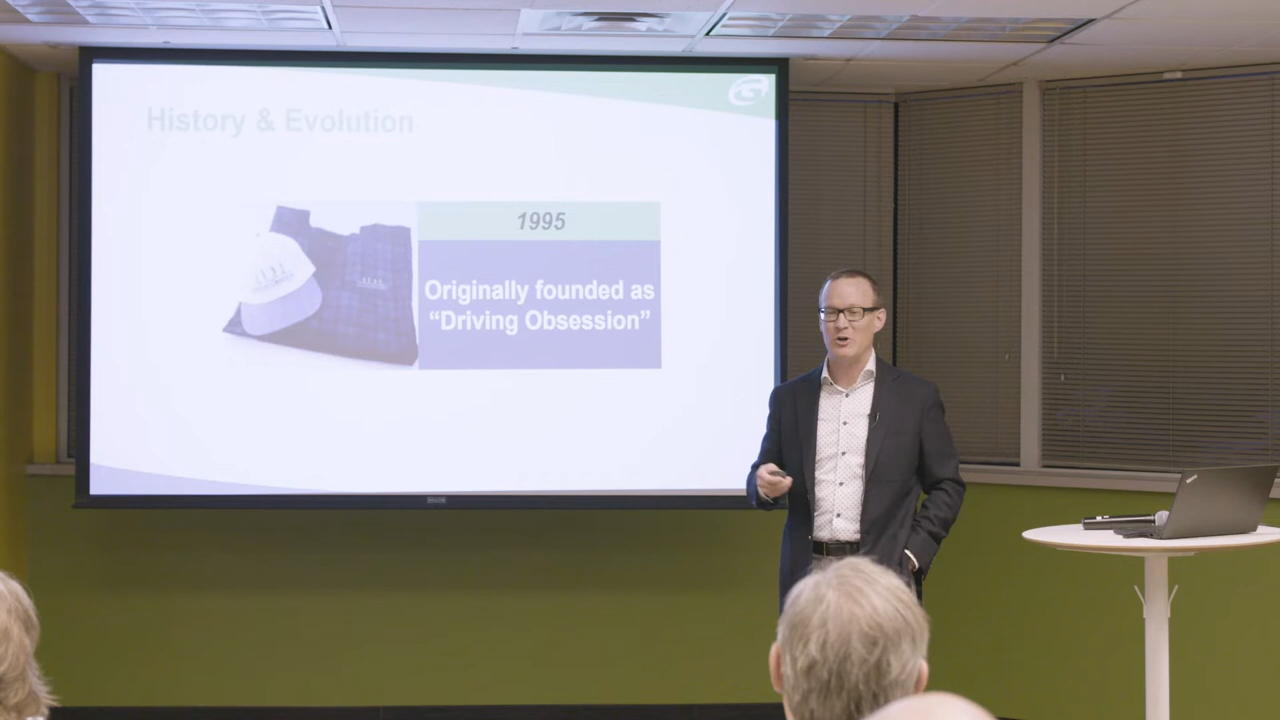 History & Evolution
1995
Originally founded as
“Driving Obsession”